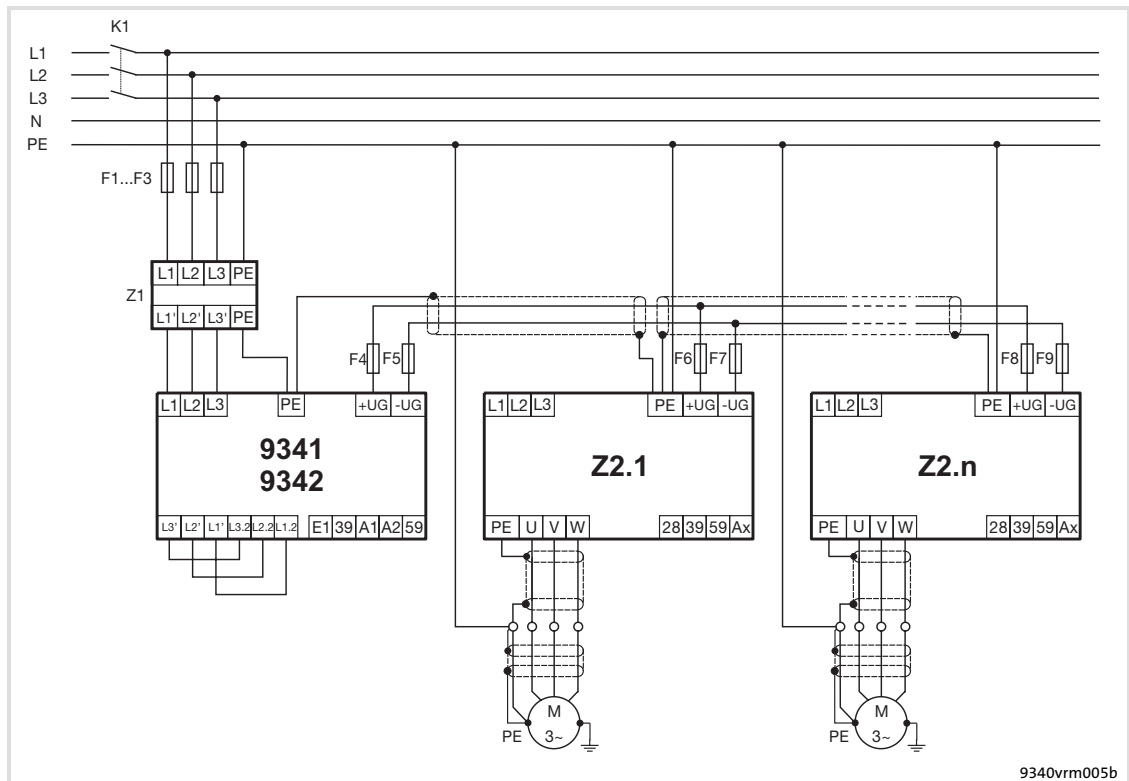 K1
L1
L2
L3
N
PE
F1...F3
L1 L2 L3 PE
Z1
L1' L2' L3' PE
F4 F5 F6 F7 F8 F9
L1 L2 L3 PE +UG -UG
9341
9342
L3' L2' L1' L3.2 L2.2 L1.2 E1 39 A1 A2 59
L1 L2 L3 PE +UG -UG
Z2.1
PE U V W 28 39 59 Ax
M
3~
PE
L1 L2 L3 PE +UG -UG
Z2.n
PE U V W 28 39 59 Ax
M
3~
PE
9340vrm005b